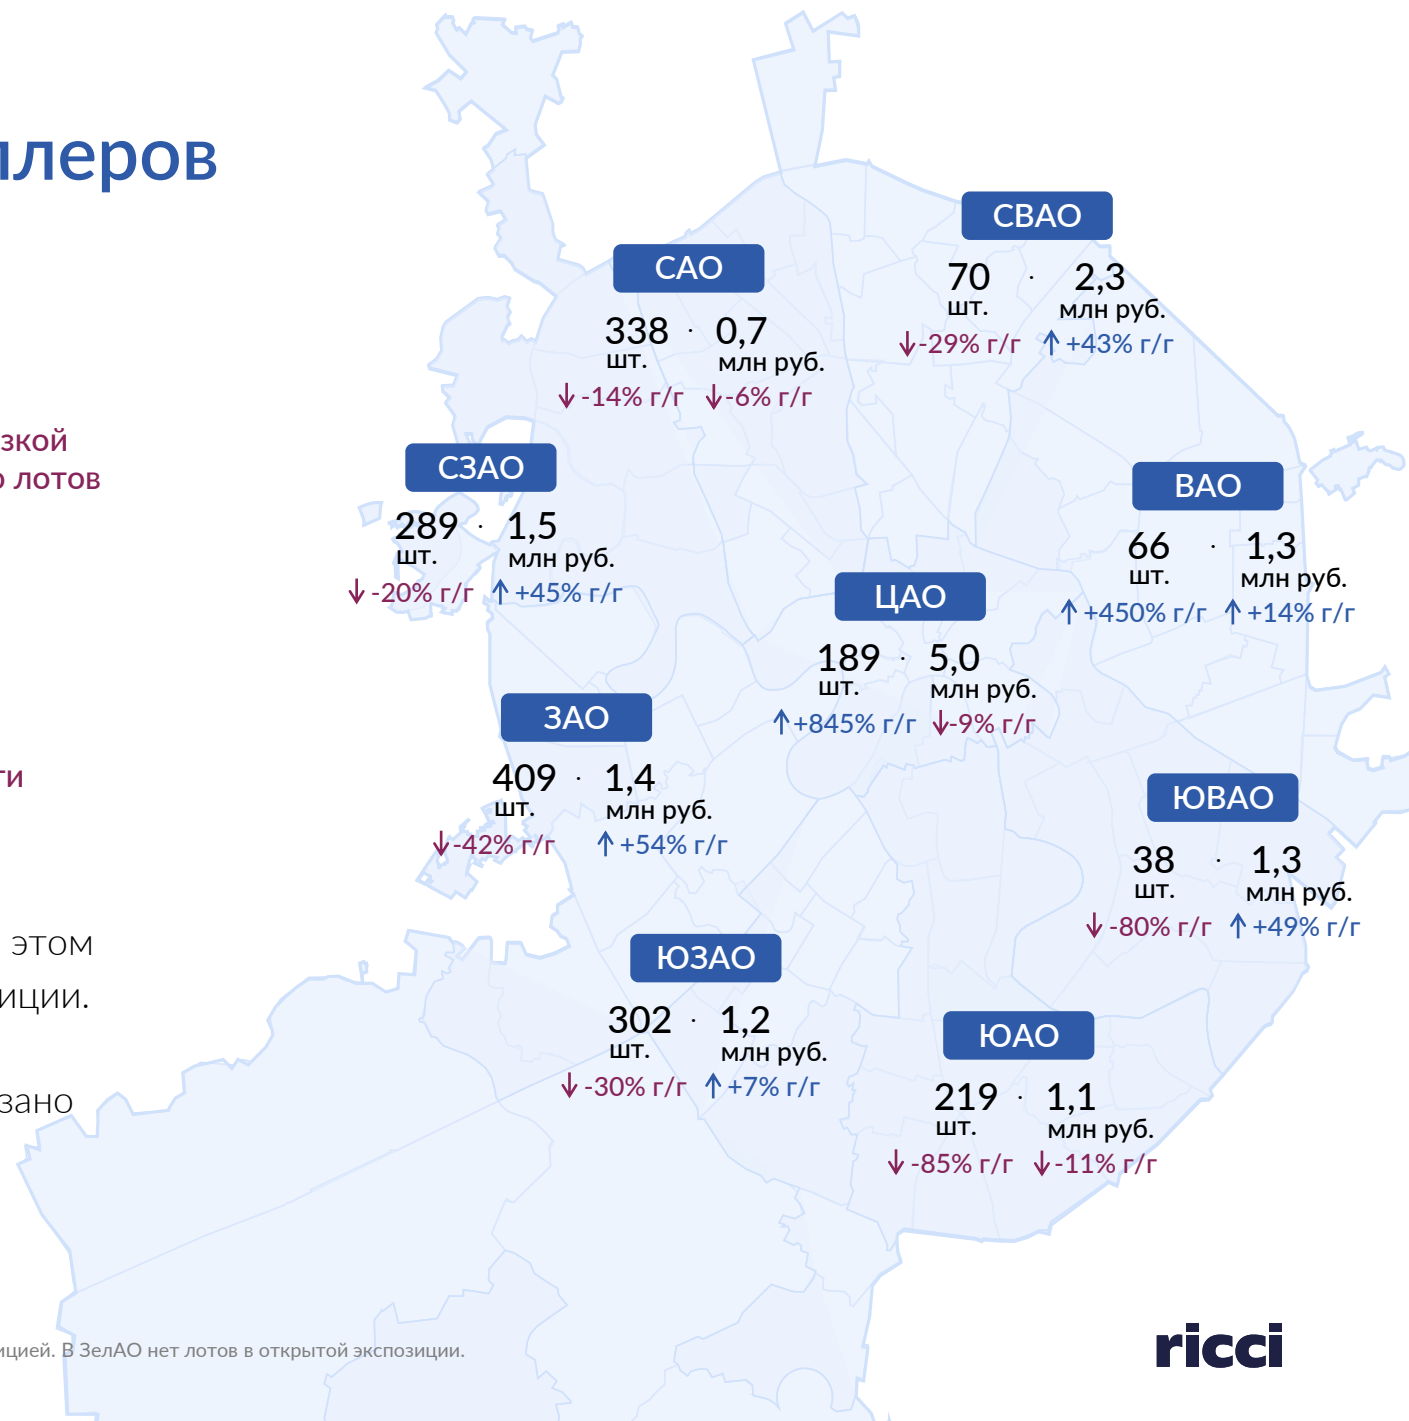 ллеров
СВАО
70 · 2,3
шт. млн руб.
-29% г/г +43% г/г
САО
338 · 0,7
шт. млн руб.
-14% г/г -6% г/г
зкой
лотов
СЗАО
289 · 1,5
шт. млн руб.
-20% г/г +45% г/г
ВАО
66 · 1,3
шт. млн руб.
+450% г/г +14% г/г
ЦАО
189 · 5,0
шт. млн руб.
+845% г/г -9% г/г
ЗАО
409 · 1,4
шт. млн руб.
-42% г/г +54% г/г
ти
ЮВАО
38 · 1,3
шт. млн руб.
-80% г/г +49% г/г
этом
иции.
ЮЗАО
302 · 1,2
шт. млн руб.
-30% г/г +7% г/г
ЮАО
219 · 1,1
шт. млн руб.
-85% г/г -11% г/г
зано
ицией. В ЗелАО нет лотов в открытой экспозиции.
ricci